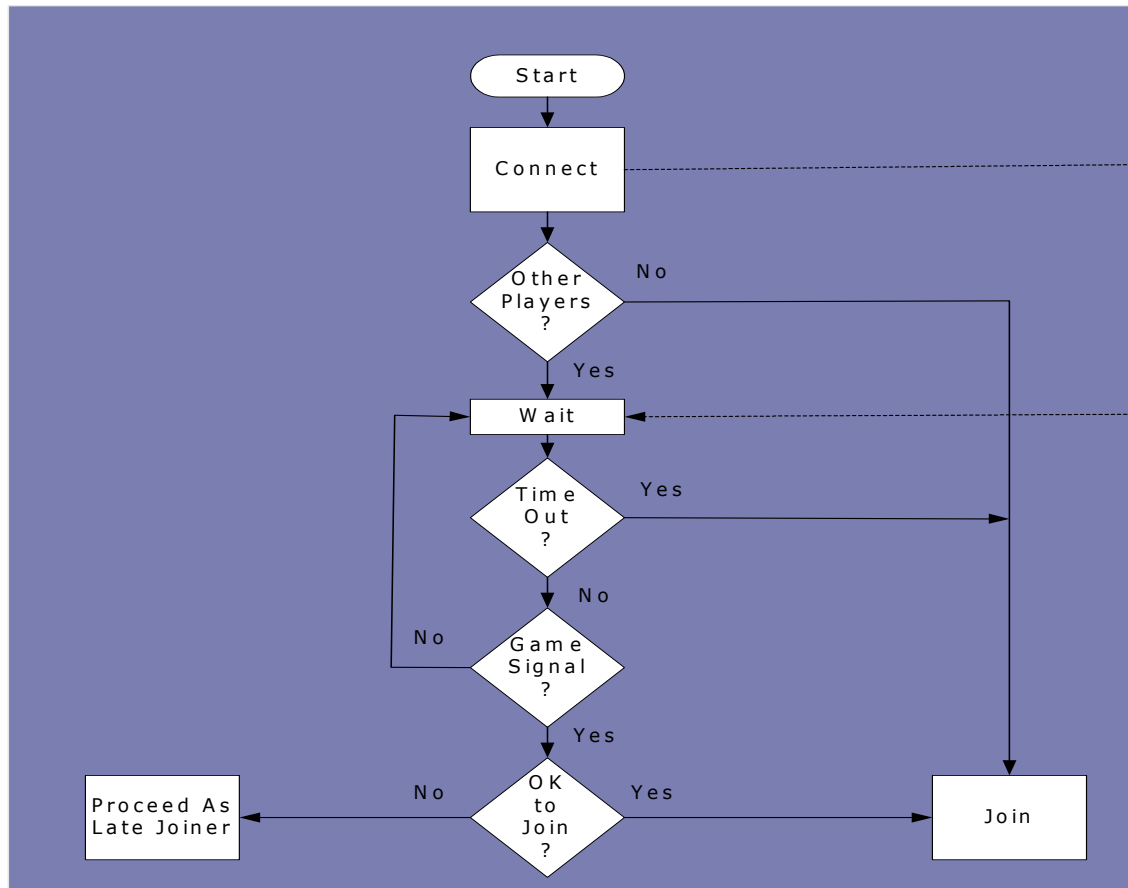 Start
Connect
Other
Players
?
No
Yes
Wait
Time
Out
?
Yes
No
Game
Signal
?
No
Yes
OK
to
Join
?
No
Yes
Proceed As
Late Joiner
Join